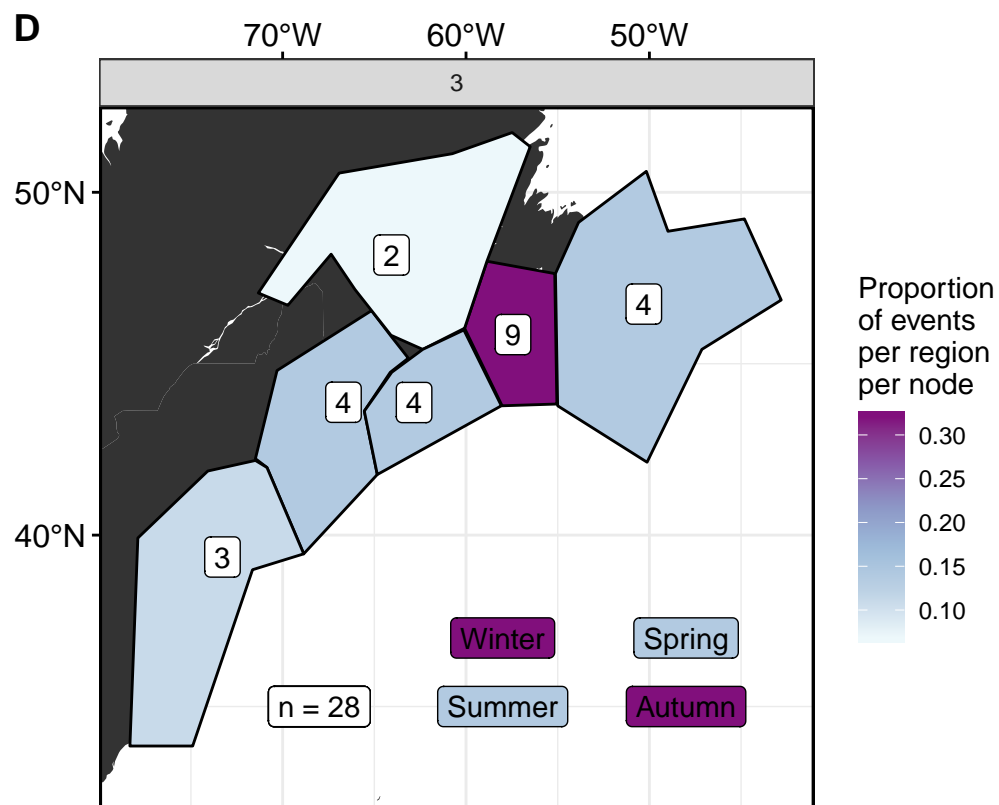 D
70°W 60°W 50°W
3
50°N
40°N
2
9
4
4
4
3
Winter Spring
n = 28 Summer Autumn
Proportion
of events
per region
per node
0.30
0.25
0.20
0.15
0.10